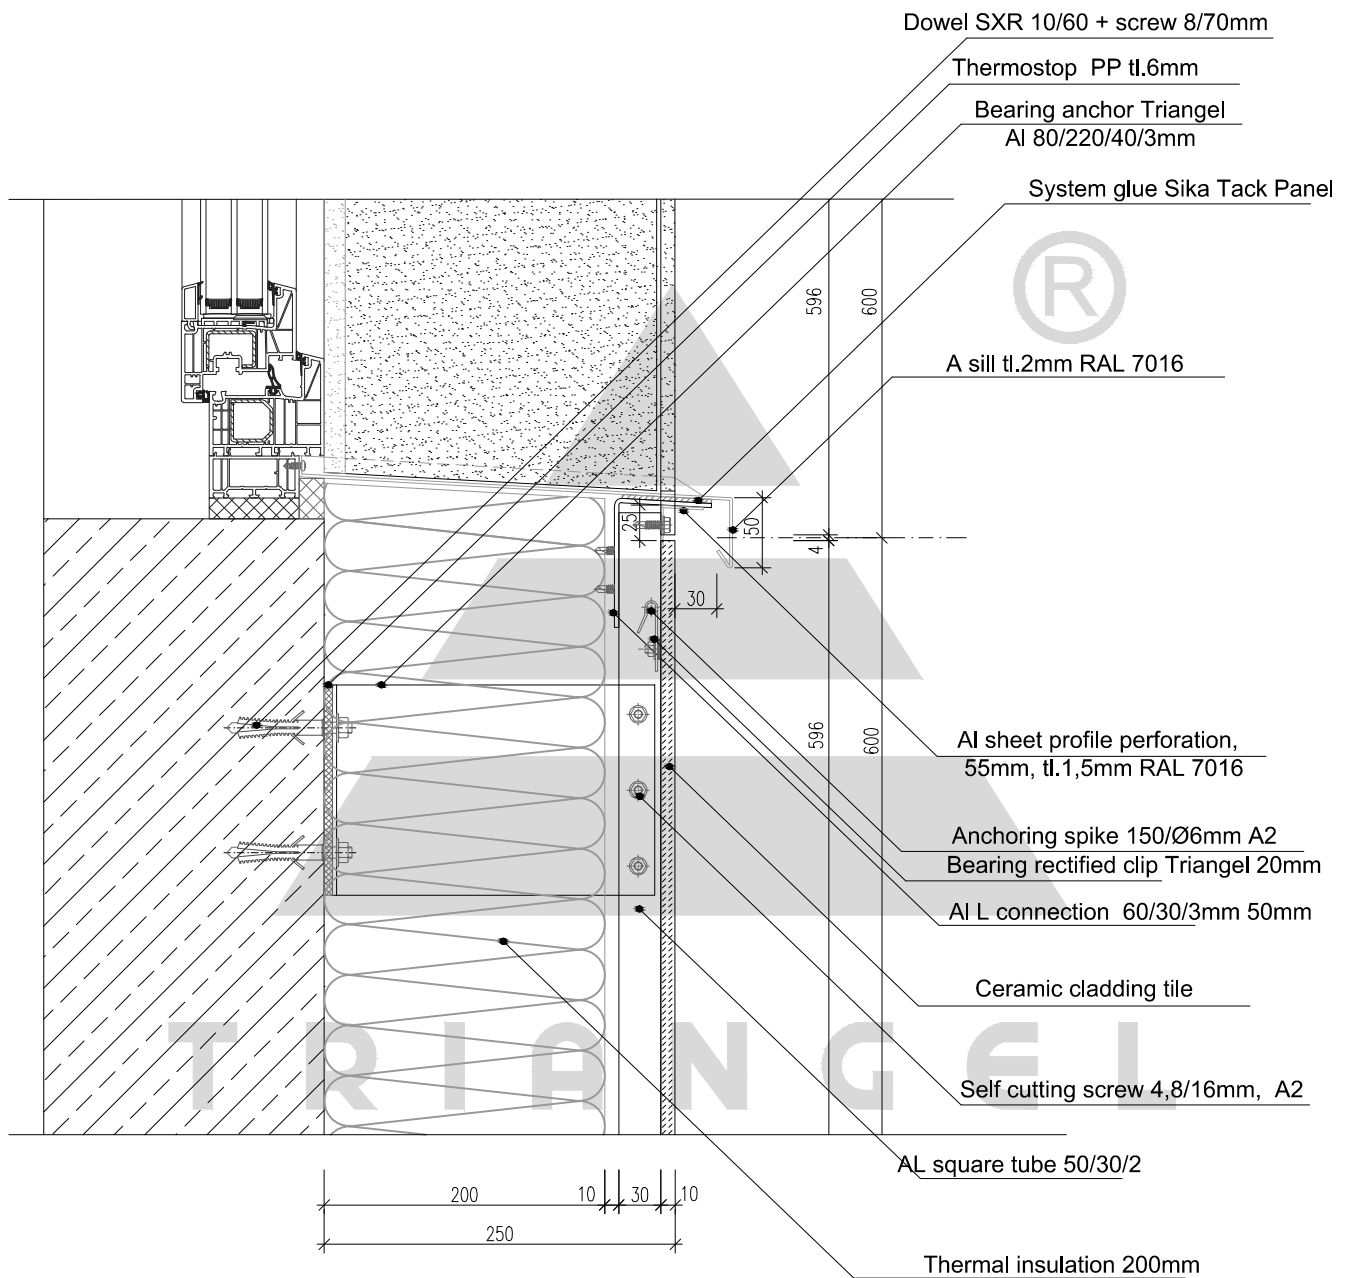 Dowel SXR 10/60 + screw 8/70mm
Thermostop PP tl.6mm
Bearing anchor Triangel
Al 80/220/40/3mm
System glue Sika Tack Panel
®
596
600
A sill tl.2mm RAL 7016
25
50
4
30
596
600
Al sheet profile perforation,
55mm, tl.1,5mm RAL 7016
Anchoring spike 150/Ø6mm A2
Bearing rectified clip Triangel 20mm
Al L connection 60/30/3mm 50mm
Ceramic cladding tile
TRIANGEL
Self cutting screw 4,8/16mm, A2
AL square tube 50/30/2
200
10
30
10
250
Thermal insulation 200mm